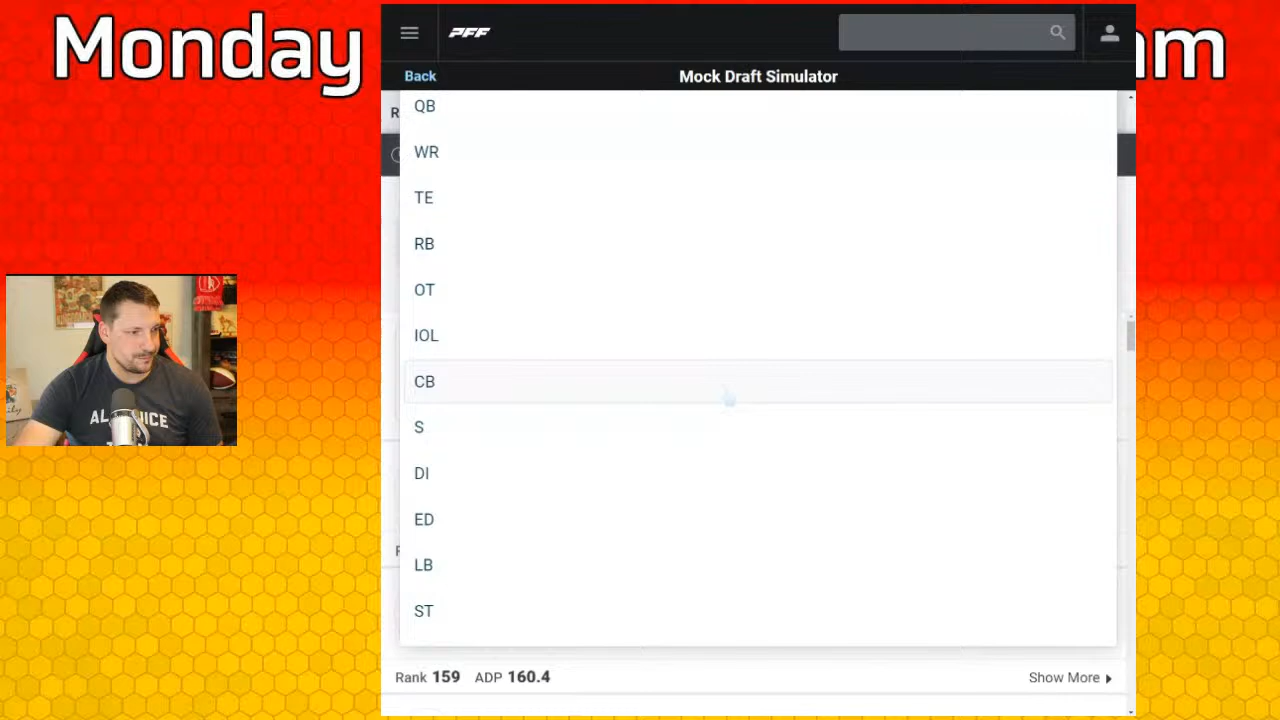 Monday
am
PFF
Back
Mock Draft Simulator
R
QB
WR
TE
RB
OT
IOL
CB
S
DI
ED
LB
ST
Rank 159 ADP 160.4
Show More